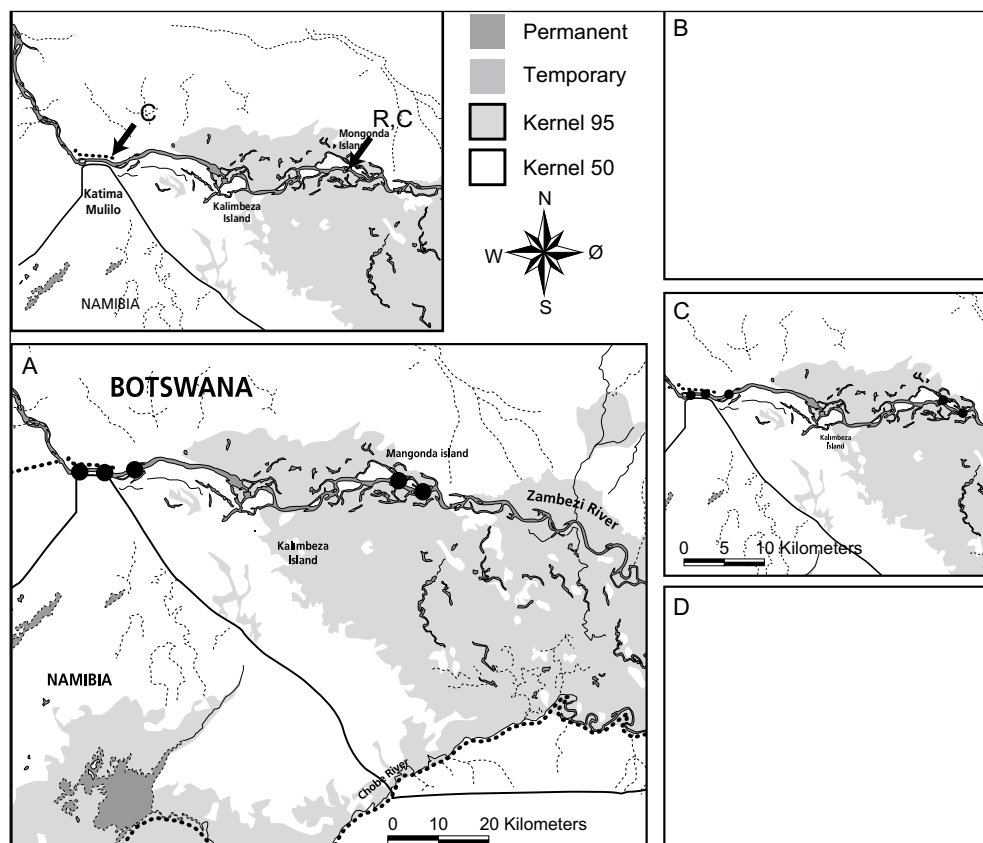 C
R,C
Mongonda
Island
Katima
Mulilo
Kalimbeza
Island
NAMIBIA
Permanent
Temporary
Kernel 95
Kernel 50
N
W
Ø
S
B
A
BOTSWANA
Mangonda island
Zambezi River
Kalimbeza
Island
NAMIBIA
Chobe River
0 10 20 Kilometers
C
Kalimbeza
Island
0 5 10 Kilometers
D